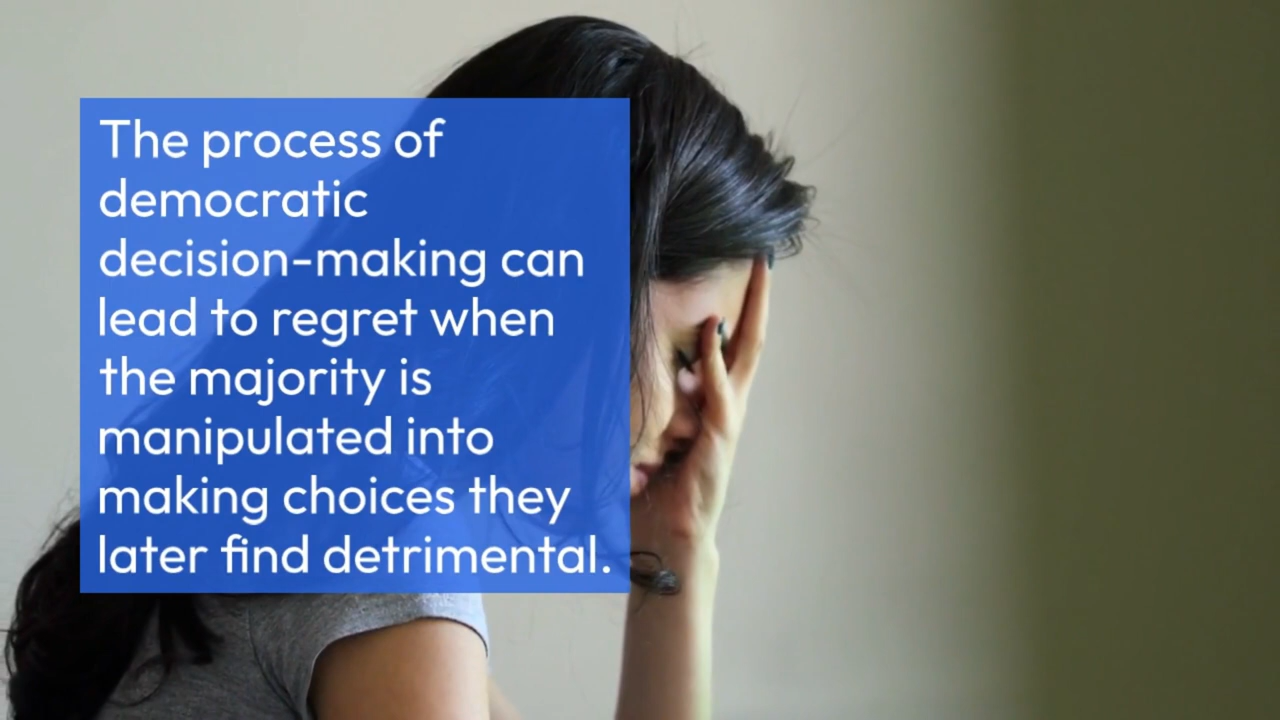 The process of
democratic
decision-making can
lead to regret when
the majority is
manipulated into
making choices they
later find detrimental.